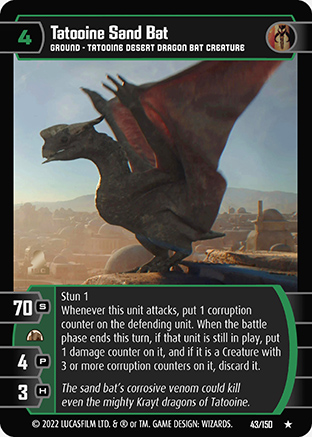 4 Tatooine Sand Bat
GROUND - TATOOINE DESERT DRAGON BAT CREATURE
70 S
4 P
3 H
Stun 1
Whenever this unit attacks, put 1 corruption
counter on the defending unit. When the battle
phase ends this turn, if that unit is still in play, put
1 damage counter on it, and if it is a Creature with
3 or more corruption counters on it, discard it.
The sand bat's corrosive venom could kill
even the mighty Krayt dragons of Tatooine.
© 2022 LUCASFILM LTD. & ® or TM. GAME DESIGN: WIZARDS. 43/150 ★